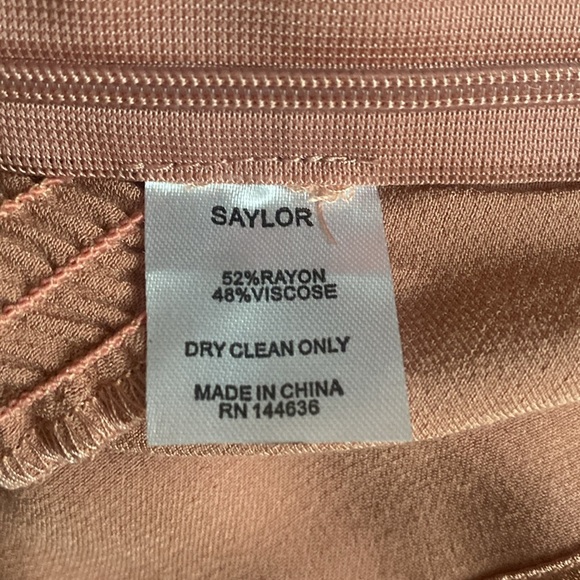 SAYLOR
52%RAYON
48%VISCOSE
DRY CLEAN ONLY
MADE IN CHINA
RN 144636